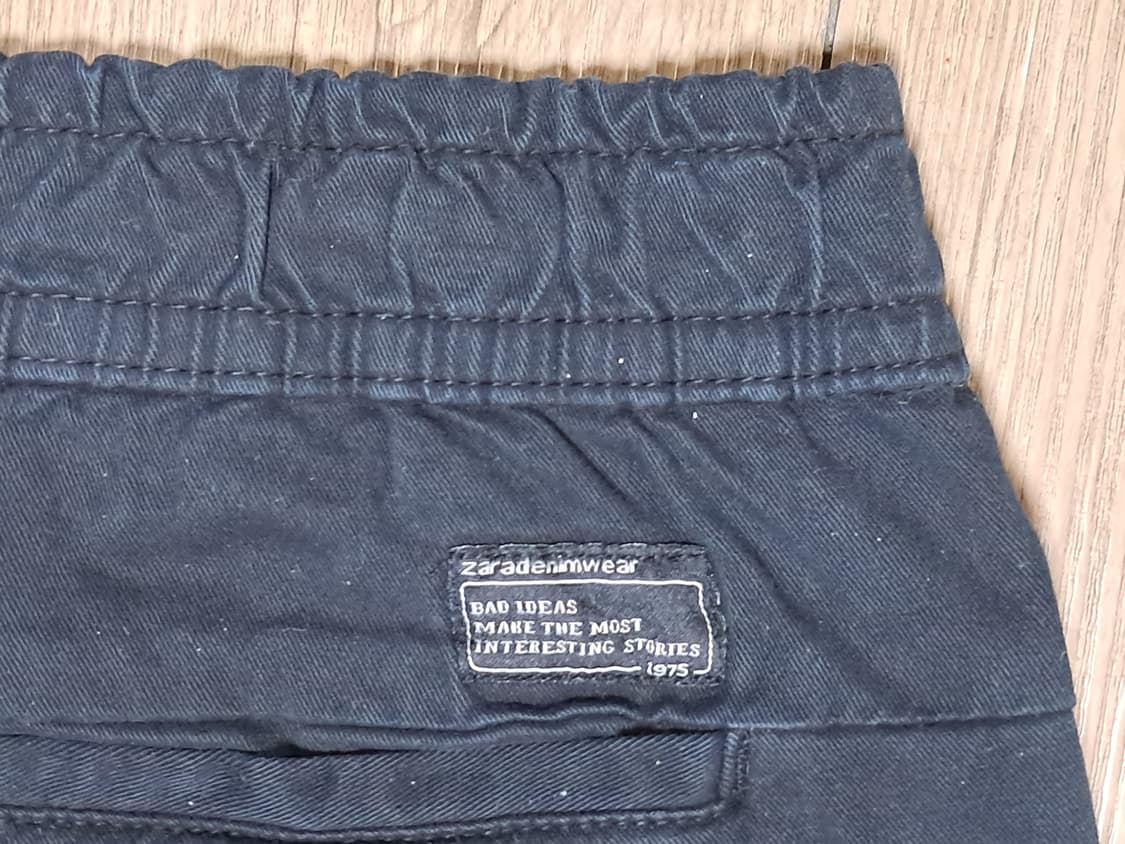 zaradenimwear
BAD IDEAS
MAKE THE MOST
INTERESTING STORIES
1975